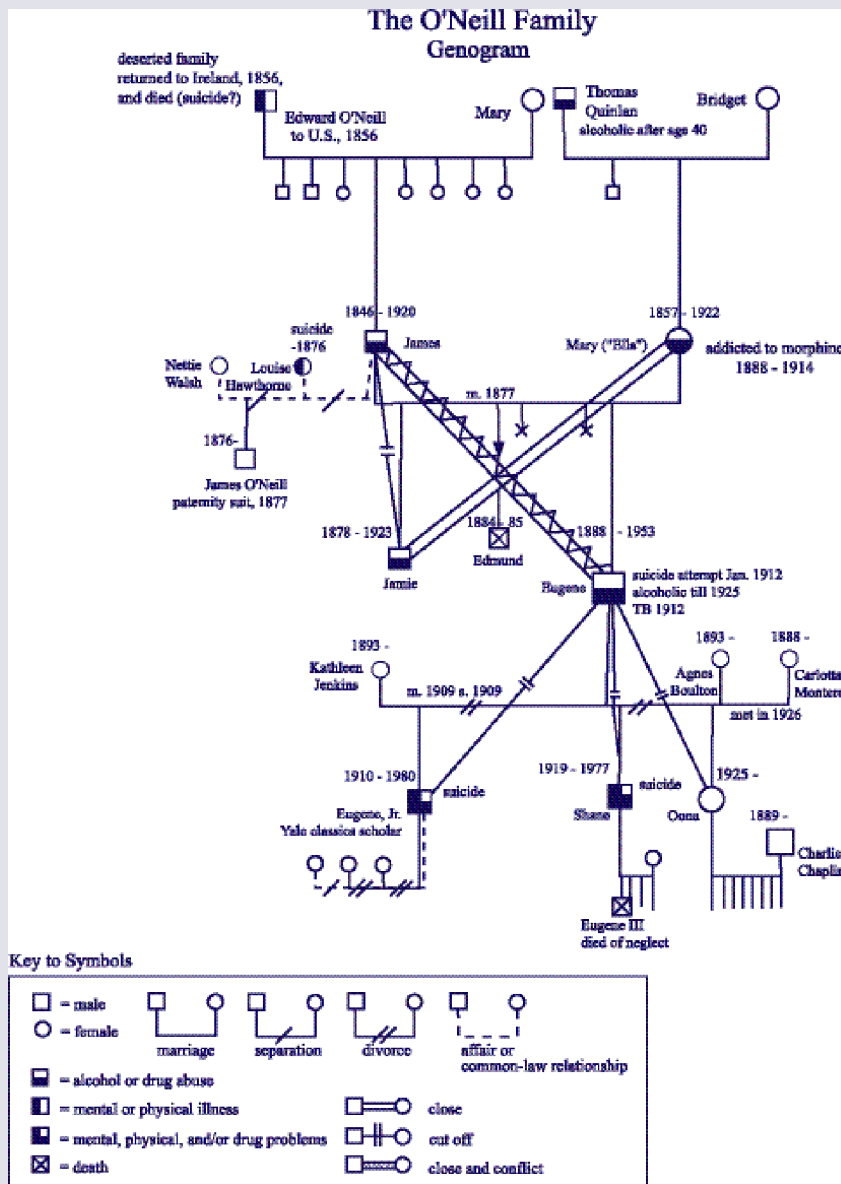 The O'Neill Family
Genogram
deserted family
returned to Ireland, 1856,
and died (suicide?)
Edward O'Neill
to U.S., 1856
Mary
Thomas
Quinlan
alcoholic after age 40
Bridget
1846 - 1920
James
1857 - 1922
Mary ("Ella")
addicted to morphine
1888 - 1914
suicide
-1876
Nettie
Walsh
Louise
Hawthorne
m. 1877
1876-
James O'Neill
paternity suit, 1877
1878 - 1923
Jamie
1884 - 85
Edmund
1888 - 1953
Eugene
suicide attempt Jan. 1912
alcoholic till 1925
TB 1912
1893 -
Kathleen
Jenkins
m. 1909 s. 1909
1893 -
Agnes
Boulton
1888 -
Carlotta
Montere
met in 1926
1910 - 1980
suicide
Eugene, Jr.
Yale classics scholar
1919 - 1977
suicide
Shane
1925 -
Oona
1889 -
Charlie
Chaplin
Eugene III
died of neglect
Key to Symbols
= male
= female
marriage
separation
divorce
affair or
common-law relationship
= alcohol or drug abuse
= mental or physical illness
= mental, physical, and/or drug problems
= death
close
cut off
close and conflict